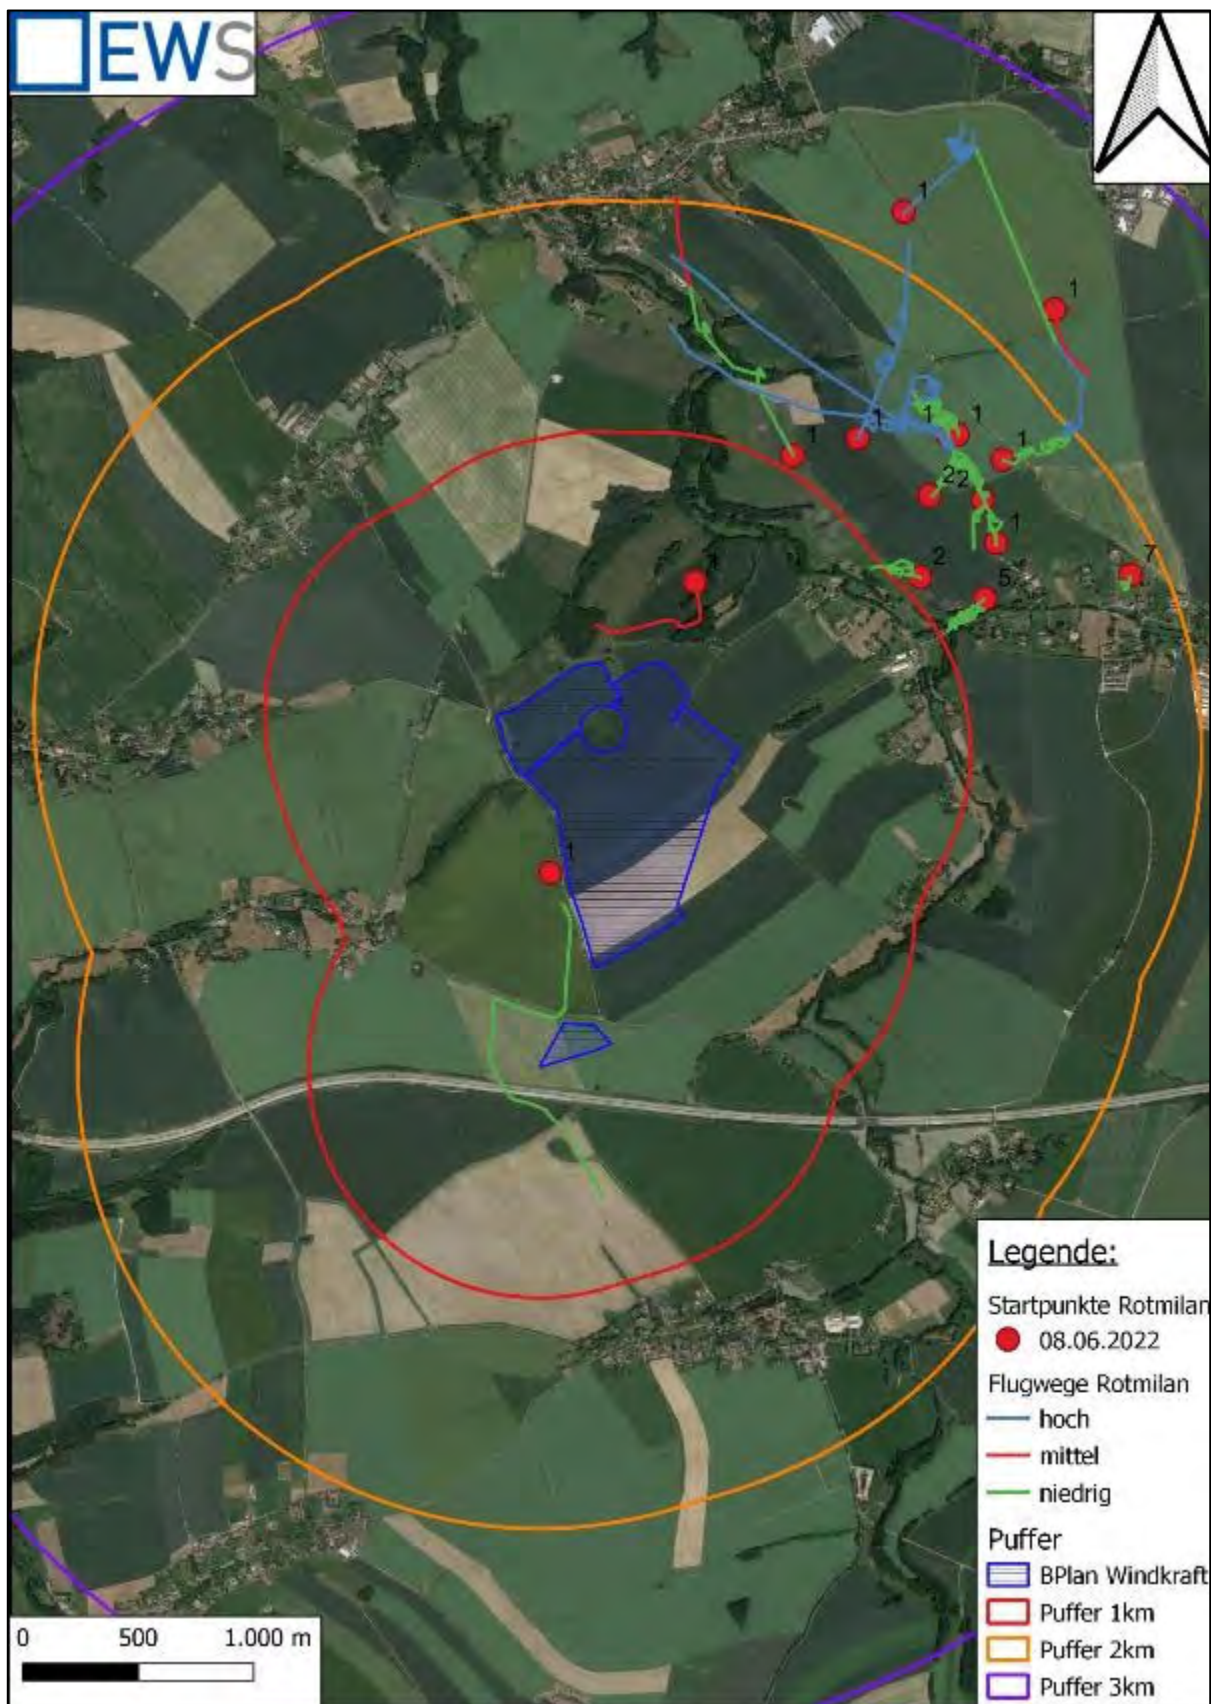 EWS
1
1
1
1
1
1
1
2
2
1
2
5
7
1
1
Legende:
Startpunkte Rotmilan
08.06.2022
Flugwege Rotmilan
hoch
mittel
niedrig
Puffer
BPlan Windkraft
Puffer 1km
Puffer 2km
Puffer 3km
0 500 1.000 m